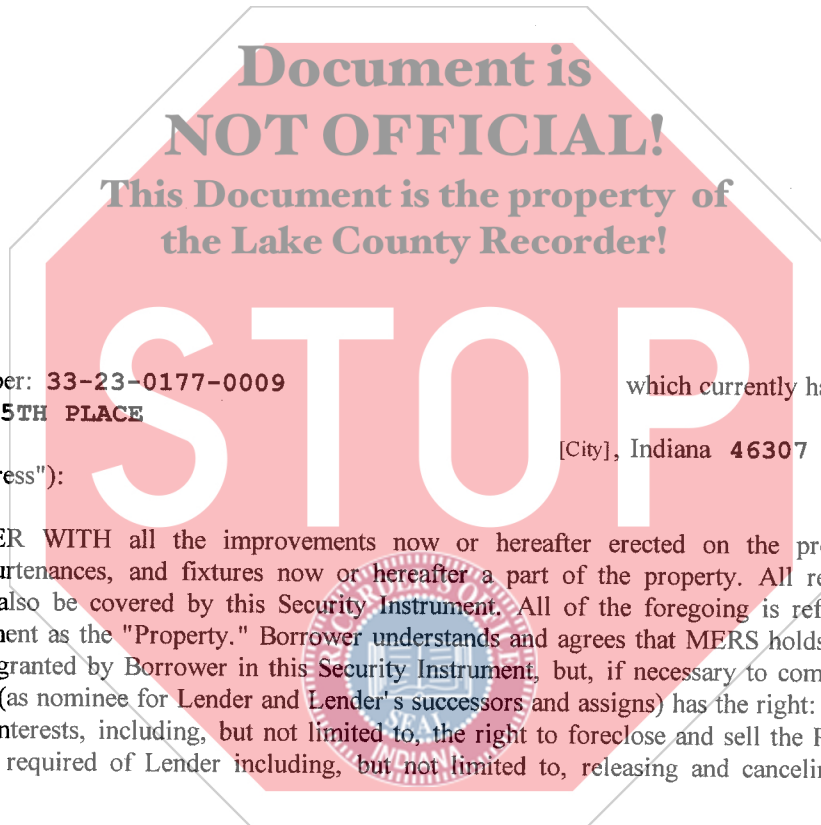 Document is
NOT OFFICIAL!
This Document is the property of
the Lake County Recorder!
STOP
ber: 33-23-0177-0009 which currently ha
5TH PLACE
[City], Indiana 46307
ress"):
ER WITH all the improvements now or hereafter erected on the pr
urtenances, and fixtures now or hereafter a part of the property. All re
also be covered by this Security Instrument. All of the foregoing is ref
ment as the "Property." Borrower understands and agrees that MERS holds
granted by Borrower in this Security Instrument, but, if necessary to com
(as nominee for Lender and Lender's successors and assigns) has the right:
nterests, including, but not limited to, the right to foreclose and sell the P
required of Lender including, but not limited to, releasing and cancelin
RECORDER'S OFFICE
SEAL
INDIANA